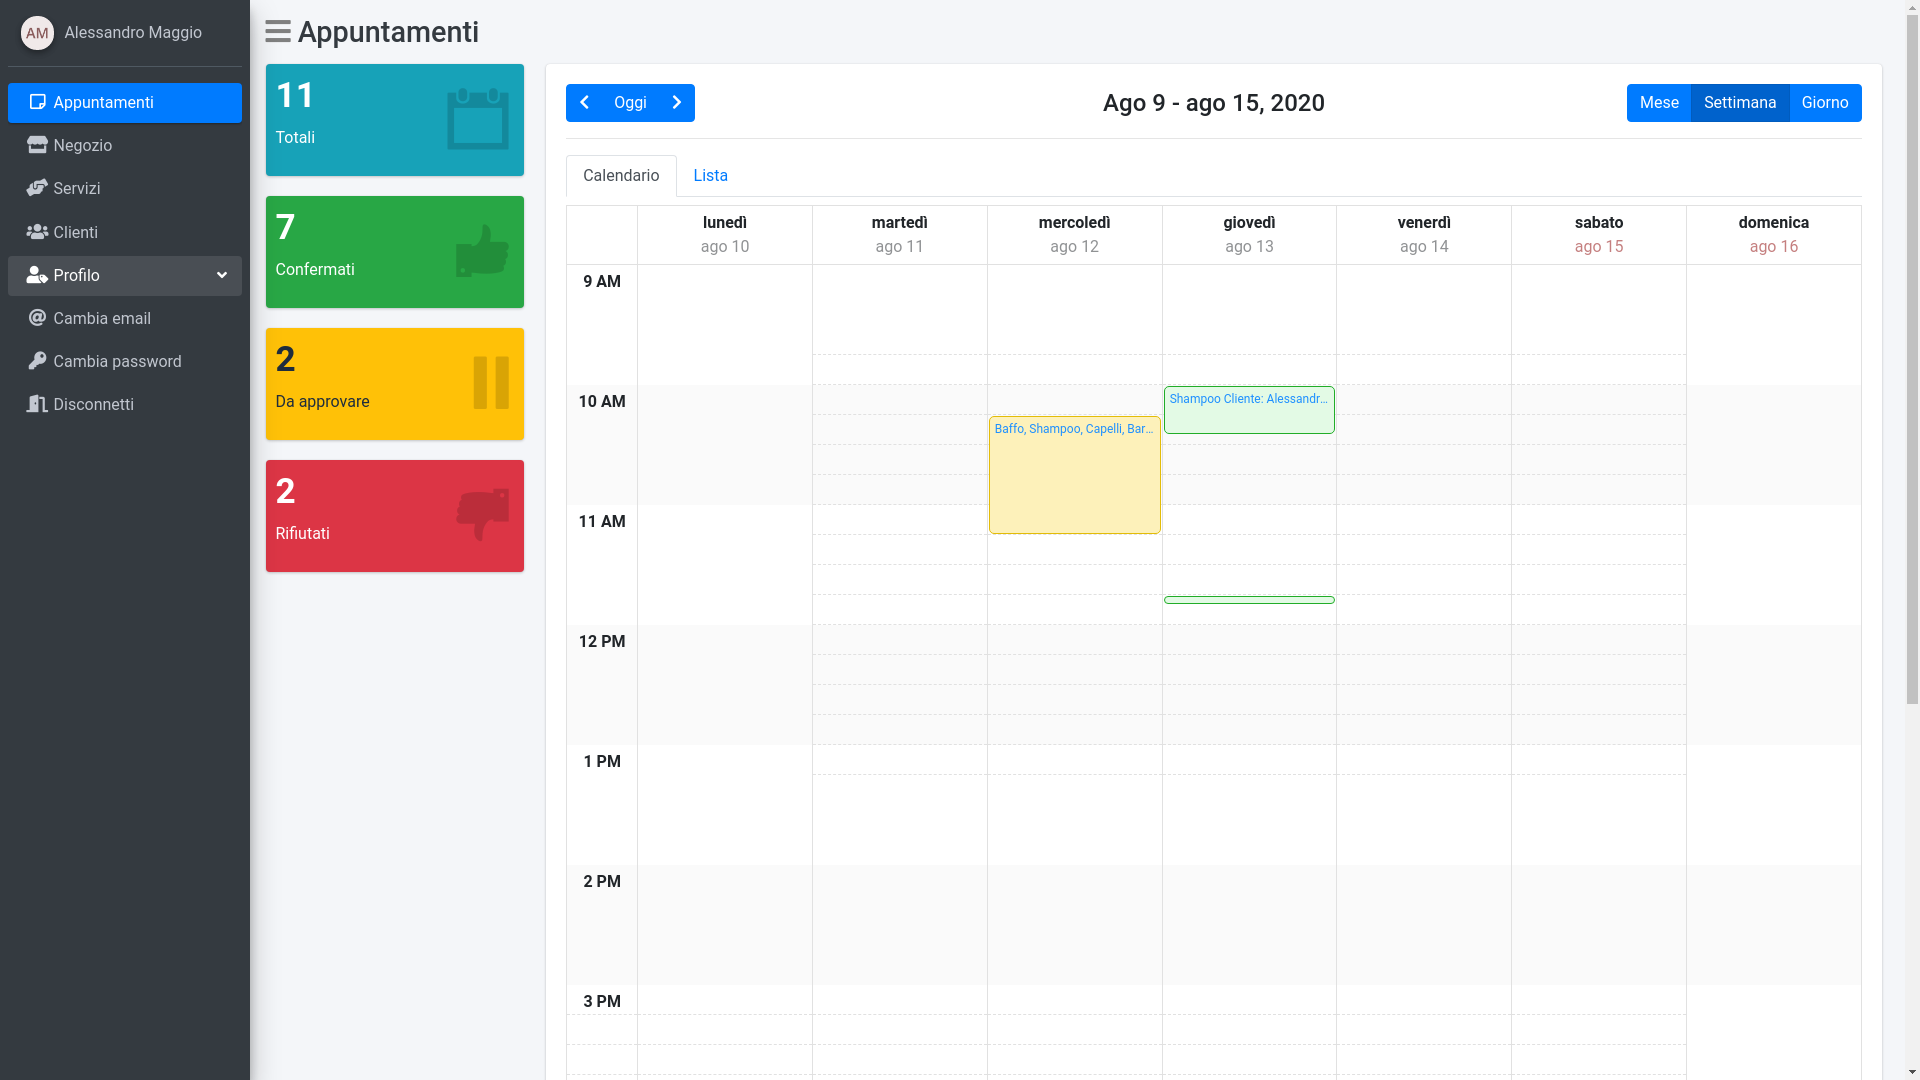 AM Alessandro Maggio
Appuntamenti
Negozio
Servizi
Clienti
Profilo
Cambia email
Cambia password
Disconnetti
Appuntamenti
11
Totali
7
Confermati
2
Da approvare
2
Rifiutati
Oggi
Ago 9 - ago 15, 2020
Mese Settimana Giorno
Calendario Lista
lunedì martedì mercoledì giovedì venerdì sabato domenica
ago 10 ago 11 ago 12 ago 13 ago 14 ago 15 ago 16
9 AM
10 AM
Shampoo Cliente: Alessandr...
Baffo, Shampoo, Capelli, Bar...
11 AM
12 PM
1 PM
2 PM
3 PM